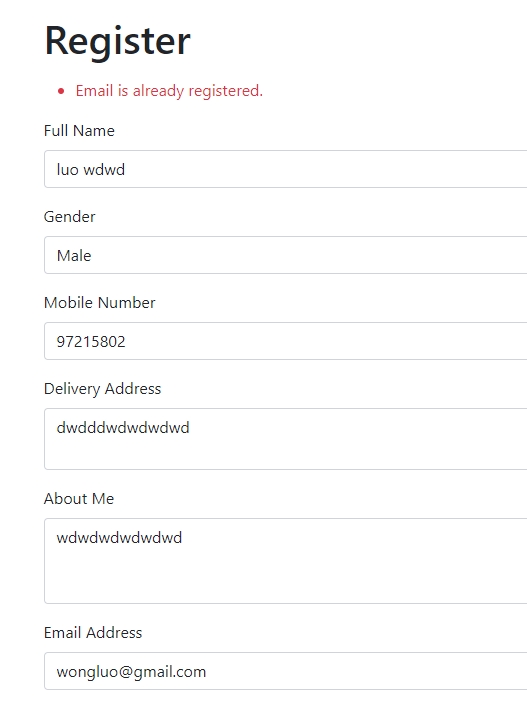 Register
Email is already registered.
Full Name
luo wdwd
Gender
Male
Mobile Number
97215802
Delivery Address
dwdddwdwdwdwd
About Me
wdwdwdwdwdwd
Email Address
wongluo@gmail.com